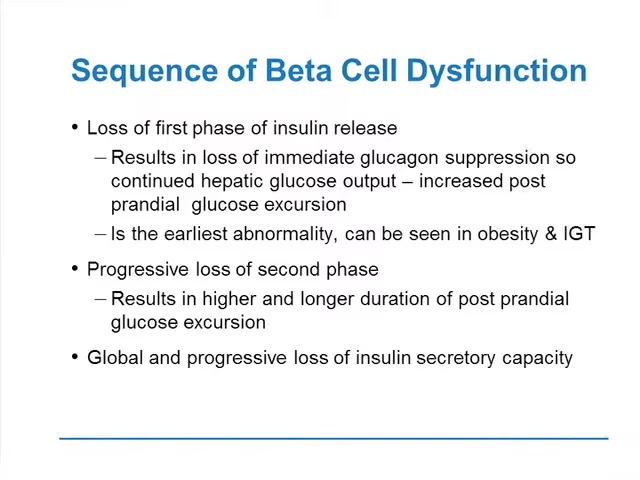 Sequence of Beta Cell Dysfunction
• Loss of first phase of insulin release
– Results in loss of immediate glucagon suppression so
continued hepatic glucose output – increased post
prandial glucose excursion
– Is the earliest abnormality, can be seen in obesity & IGT
• Progressive loss of second phase
– Results in higher and longer duration of post prandial
glucose excursion
• Global and progressive loss of insulin secretory capacity